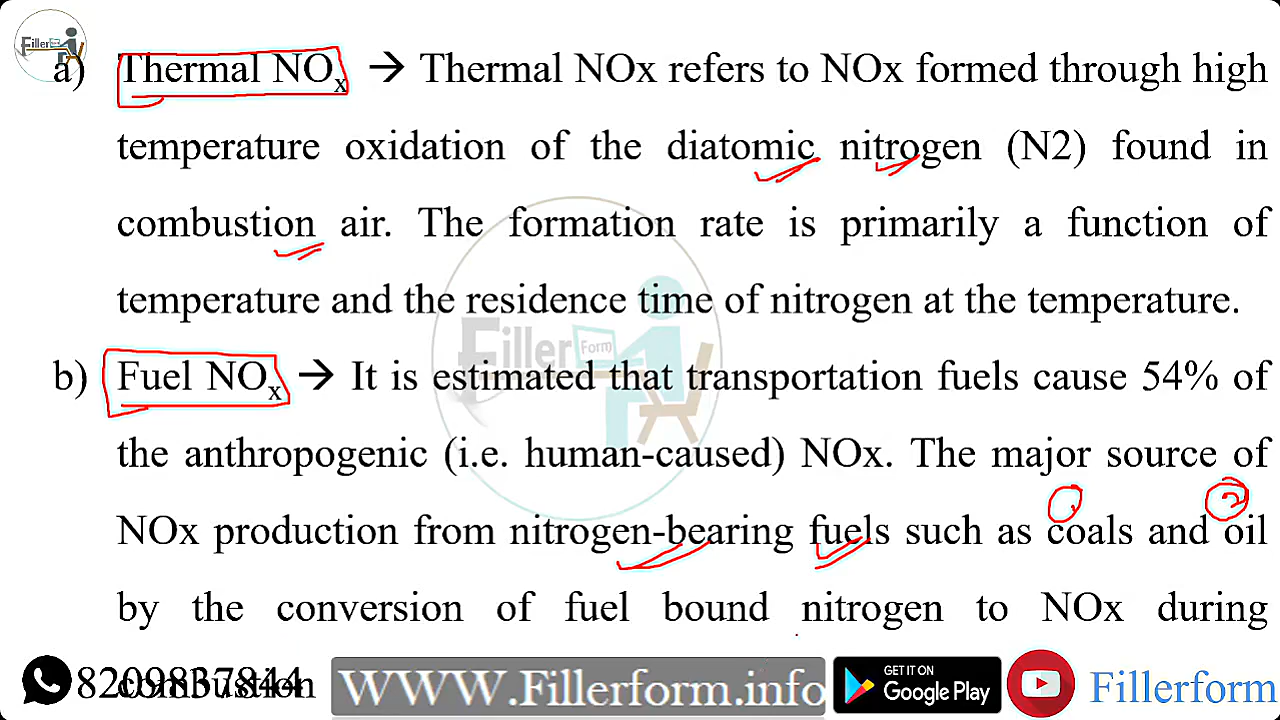 Filler
a) Thermal NOx → Thermal NOx refers to NOx formed through high
temperature oxidation of the diatomic nitrogen (N2) found in
combustion air. The formation rate is primarily a function of
temperature and the residence time of nitrogen at the temperature.
Filler Form
b) Fuel NOx → It is estimated that transportation fuels cause 54% of
the anthropogenic (i.e. human-caused) NOx. The major source of
NOx production from nitrogen-bearing fuels such as coals and oil
by the conversion of fuel bound nitrogen to NOx during
combustion
8209837844
WWW.Fillerform.info
GET IT ON
Google Play
Fillerform